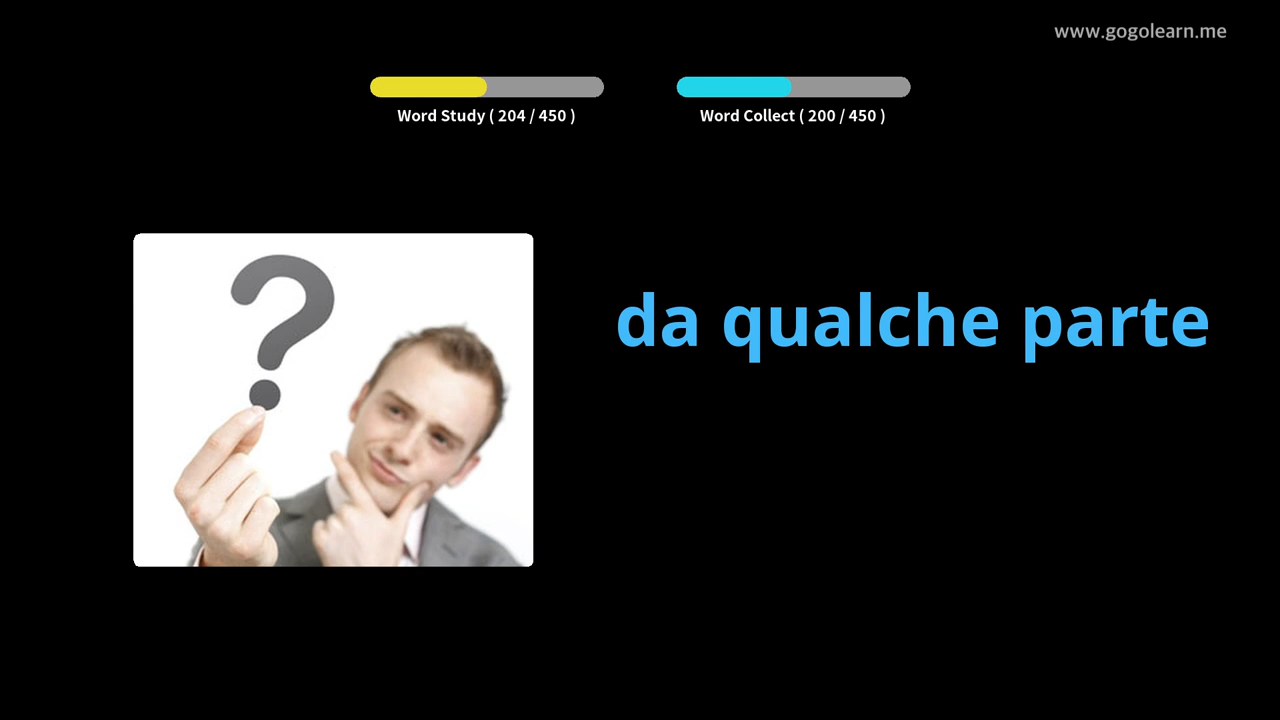 www.gogolearn.me
Word Study ( 204 / 450 )
Word Collect ( 200 / 450 )
?
da qualche parte